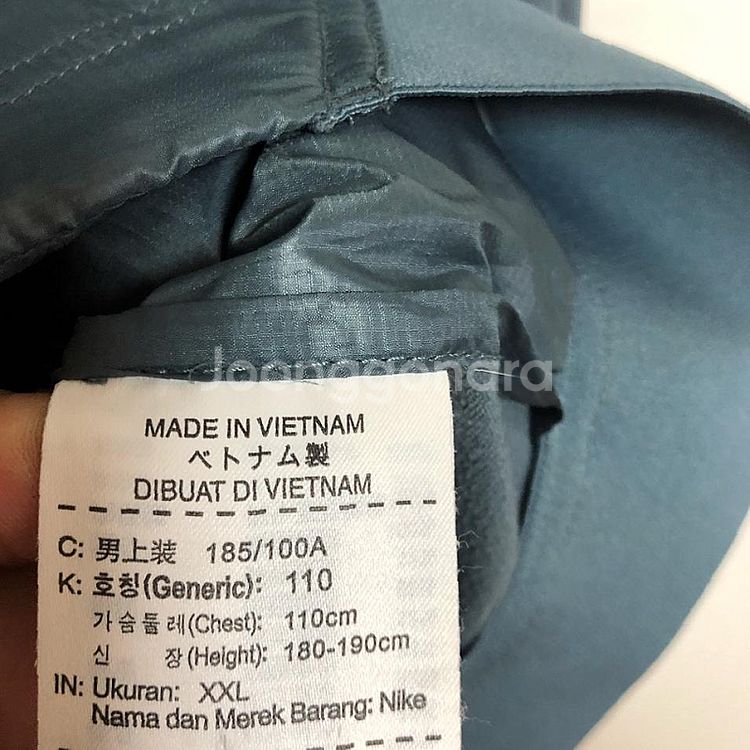 Joonggonara
MADE IN VIETNAM
ベトナム製
DIBUAT DI VIETNAM
C: 男上装 185/100A
K: 호칭(Generic): 110
가슴둘레(Chest): 110cm
신 장(Height): 180-190cm
IN: Ukuran: XXL
Nama dan Merek Barang: Nike